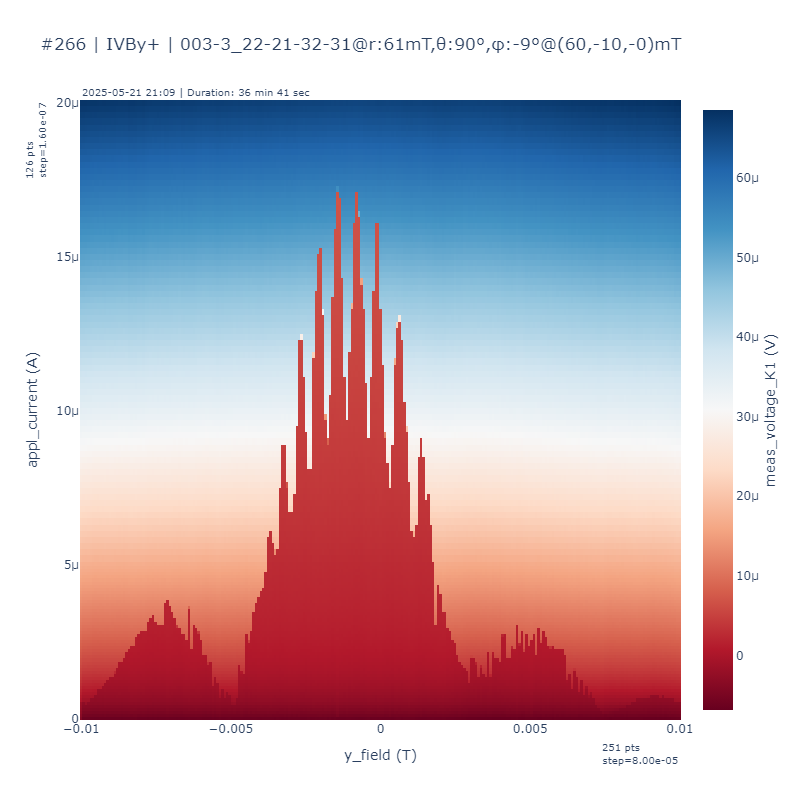 #266 | IVBy+ | 003-3_22-21-32-31@r:61mT,θ:90°,φ:-9°@(60,-10,-0)mT
2025-05-21 21:09 | Duration: 36 min 41 sec
126 pts
step=1.60e-07
20μ
15μ
10μ
5μ
0
appl_current (A)
−0.01
−0.005
0
0.005
0.01
y_field (T)
251 pts
step=8.00e-05
60μ
50μ
40μ
30μ
20μ
10μ
0
meas_voltage_K1 (V)